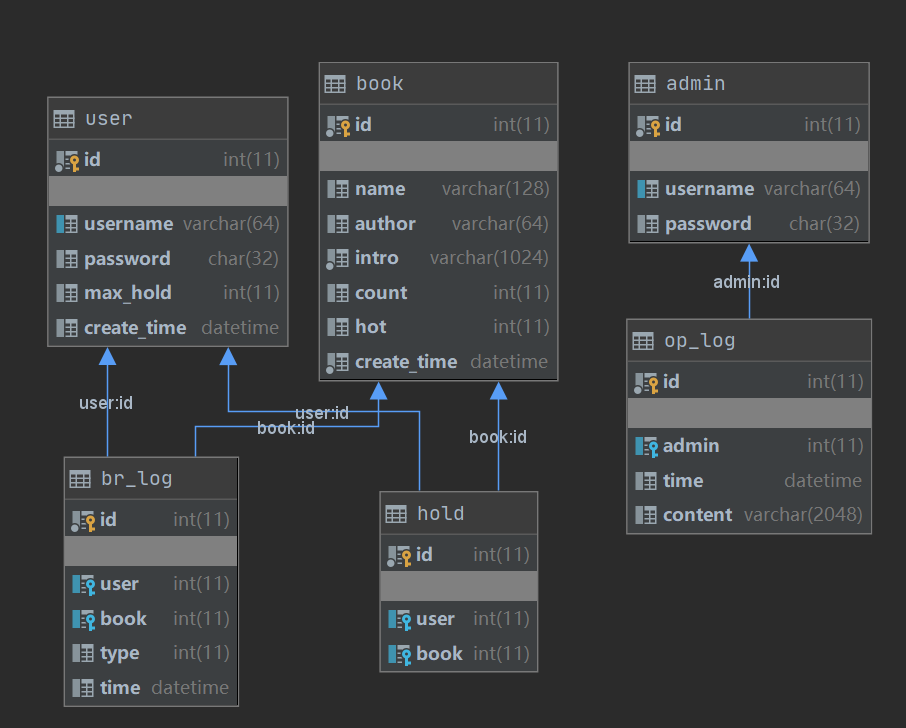 user
id int(11)
username varchar(64)
password char(32)
max_hold int(11)
create_time datetime
book
id int(11)
name varchar(128)
author varchar(64)
intro varchar(1024)
count int(11)
hot int(11)
create_time datetime
admin
id int(11)
username varchar(64)
password char(32)
admin:id
op_log
id int(11)
admin int(11)
time datetime
content varchar(2048)
user:id
user:id
book:id
book:id
br_log
id int(11)
user int(11)
book int(11)
type int(11)
time datetime
hold
id int(11)
user int(11)
book int(11)